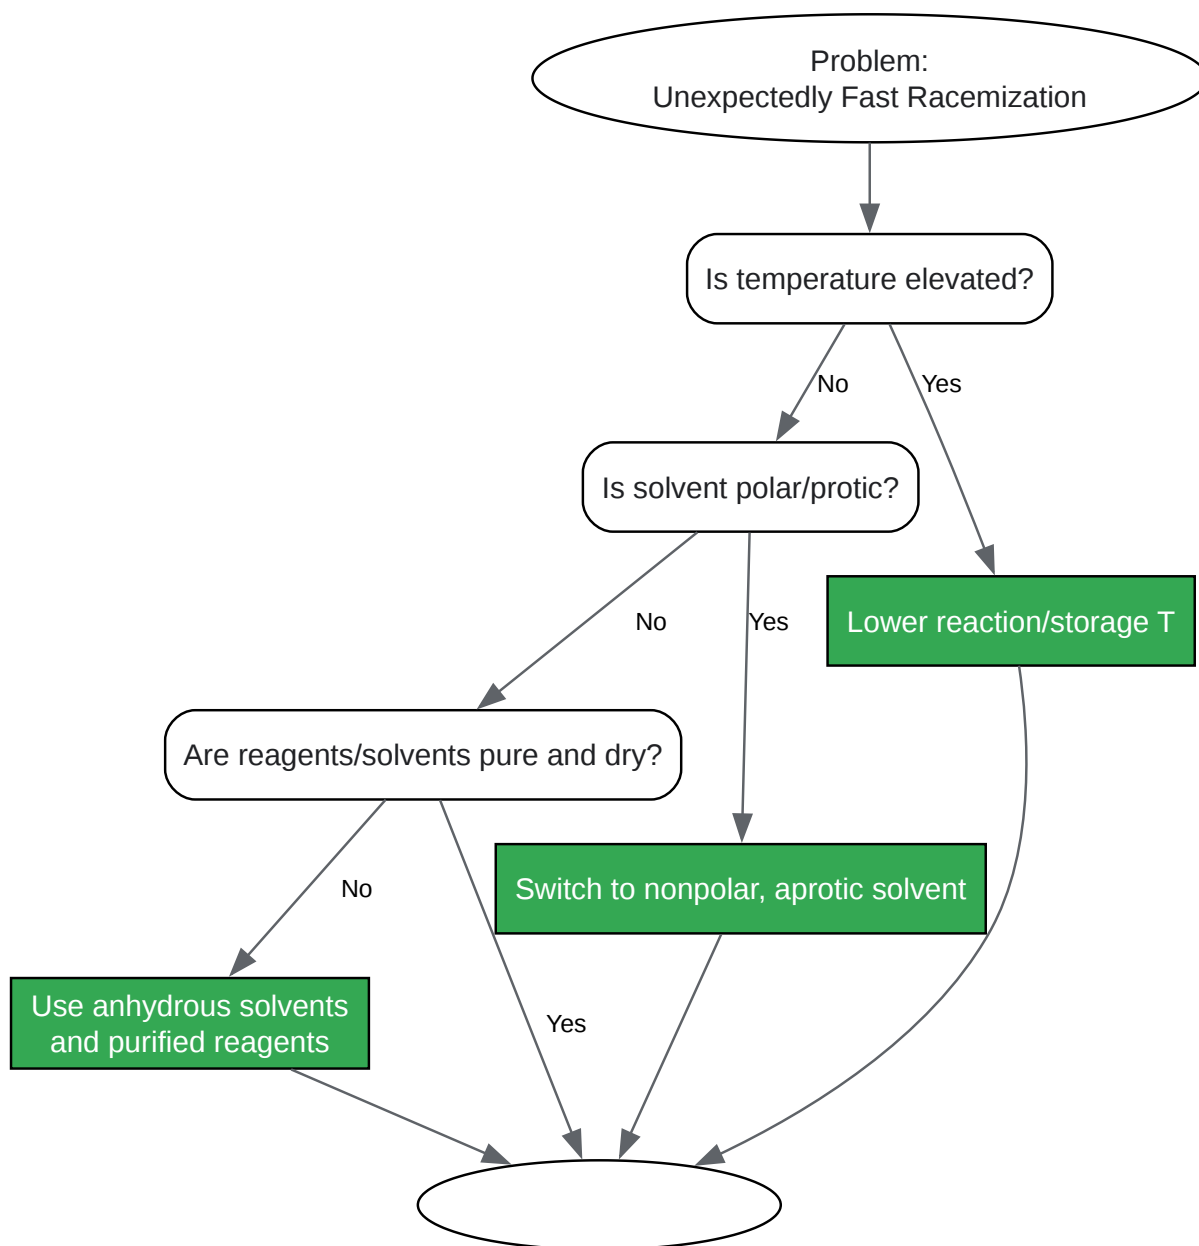 Problem:
Unexpectedly Fast Racemization
Is temperature elevated?
No
Yes
Is solvent polar/protic?
No
Yes
Lower reaction/storage T
Are reagents/solvents pure and dry?
No
Yes
Switch to nonpolar, aprotic solvent
Use anhydrous solvents
and purified reagents